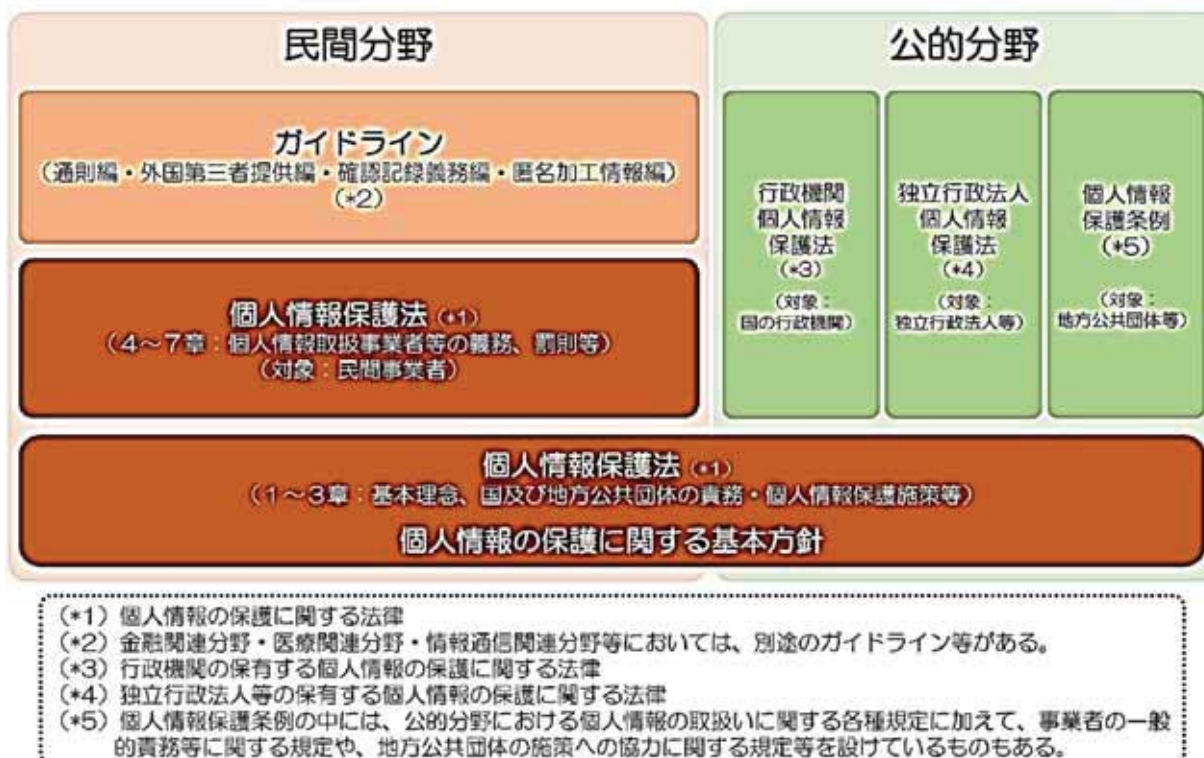 民間分野
公的分野
ガイドライン
（通則編・外国第三者提供編・確認記録義務編・匿名加工情報編）
（*2）
個人情報保護法（*1）
（4～7章：個人情報取扱事業者等の義務、罰則等）
（対象：民間事業者）
行政機関
個人情報
保護法
（*3）
（対象：
国の行政機関）
独立行政法人
個人情報
保護法
（*4）
（対象：
独立行政法人等）
個人情報
保護条例
（*5）
（対象：
地方公共団体等）
個人情報保護法（*1）
（1～3章：基本理念、国及び地方公共団体の責務・個人情報保護施策等）
個人情報の保護に関する基本方針
（*1）個人情報の保護に関する法律
（*2）金融関連分野・医療関連分野・情報通信関連分野等においては、別途のガイドライン等がある。
（*3）行政機関の保有する個人情報の保護に関する法律
（*4）独立行政法人等の保有する個人情報の保護に関する法律
（*5）個人情報保護条例の中には、公的分野における個人情報の取扱いに関する各種規定に加えて、事業者の一般
的責務等に関する規定や、地方公共団体の施策への協力に関する規定等を設けているものもある。